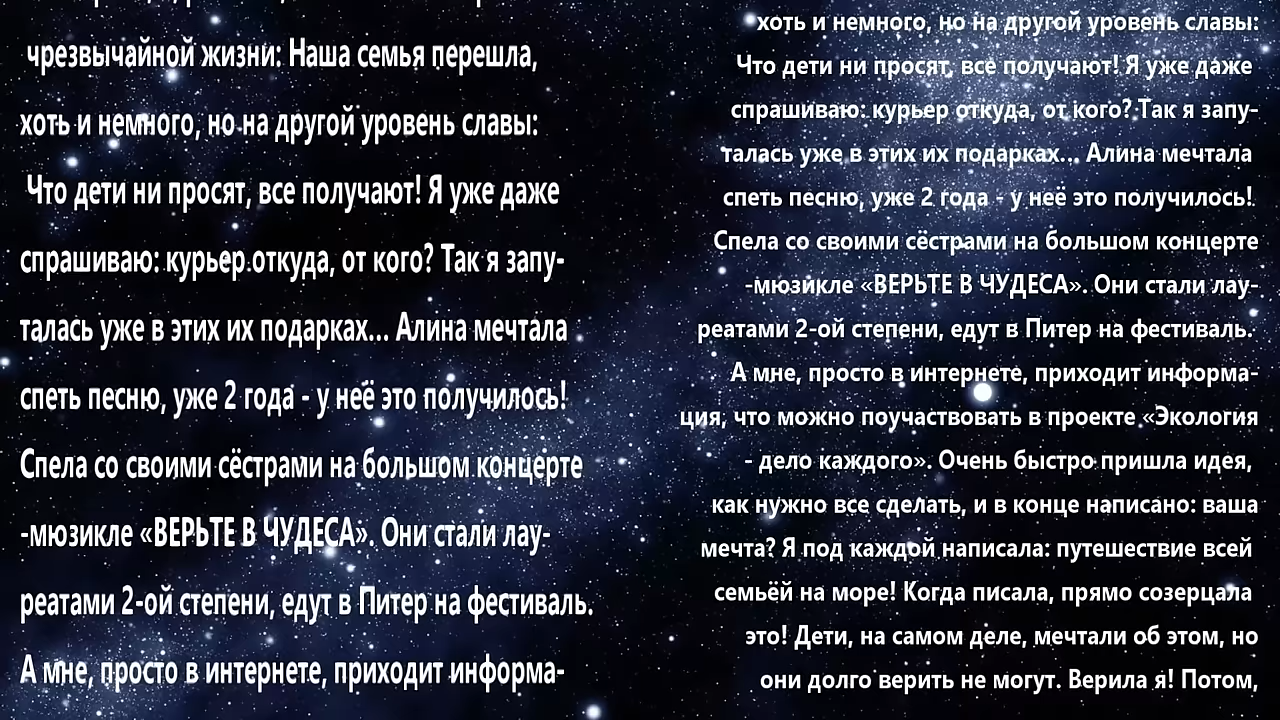 чрезвычайной жизни: Наша семья перешла,
хоть и немного, но на другой уровень славы:
Что дети ни просят, все получают! Я уже даже
спрашиваю: курьер откуда, от кого? Так я запу-
талась уже в этих их подарках... Алина мечтала
спеть песню, уже 2 года - у неё это получилось!
Спела со своими сёстрами на большом концерте
-мюзикле «ВЕРЬТЕ В ЧУДЕСА». Они стали лау-
реатами 2-ой степени, едут в Питер на фестиваль.
А мне, просто в интернете, приходит информа-
хоть и немного, но на другой уровень славы:
Что дети ни просят, все получают! Я уже даже
спрашиваю: курьер откуда, от кого? Так я запу-
талась уже в этих их подарках... Алина мечтала
спеть песню, уже 2 года - у неё это получилось!
Спела со своими сёстрами на большом концерте
-мюзикле «ВЕРЬТЕ В ЧУДЕСА». Они стали лау-
реатами 2-ой степени, едут в Питер на фестиваль.
А мне, просто в интернете, приходит информа-
ция, что можно поучаствовать в проекте «Экология
- дело каждого». Очень быстро пришла идея,
как нужно все сделать, и в конце написано: ваша
мечта? Я под каждой написала: путешествие всей
семьёй на море! Когда писала, прямо созерцала
это! Дети, на самом деле, мечтали об этом, но
они долго верить не могут. Верила я! Потом,